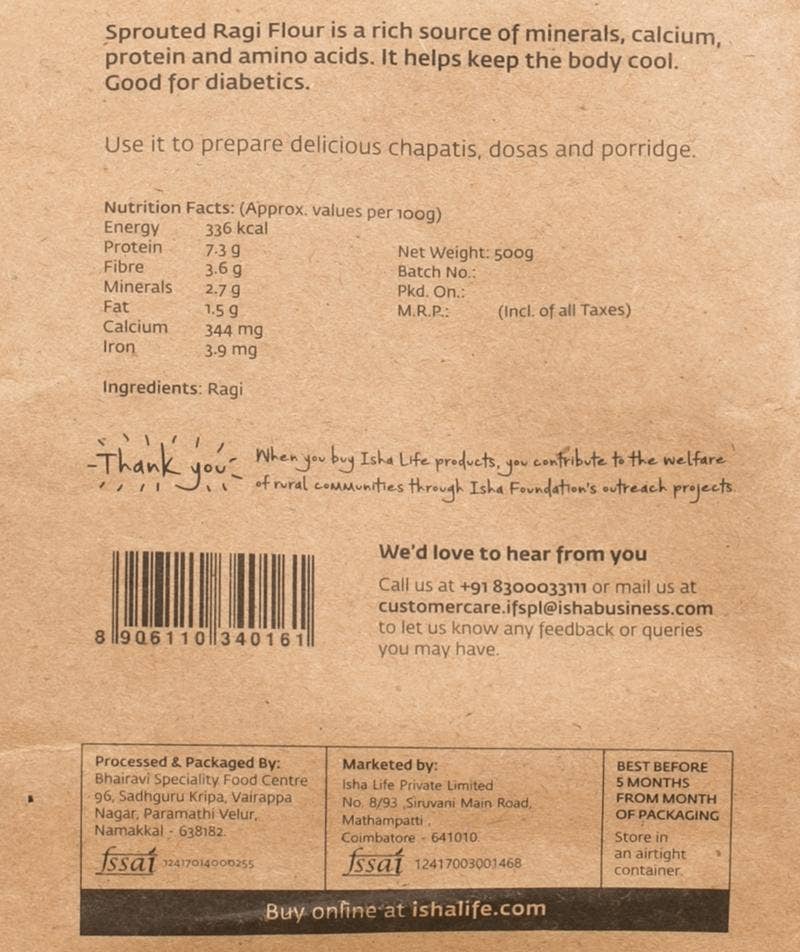 Sprouted Ragi Flour is a rich source of minerals, calcium,
protein and amino acids. It helps keep the body cool.
Good for diabetics.
Use it to prepare delicious chapatis, dosas and porridge.
Nutrition Facts: (Approx. values per 100g)
Energy 336 kcal
Protein 7.3 g
Fibre 3.6 g
Minerals 2.7 g
Fat 1.5 g
Calcium 344 mg
Iron 3.9 mg
Net Weight: 500g
Batch No.:
Pkd. On.:
M.R.P.: (Incl. of all Taxes)
Ingredients: Ragi
Thank you
When you buy Isha Life products, you contribute to the welfare
of rural communities through Isha Foundation's outreach projects.
8 906110 340161
We'd love to hear from you
Call us at +91 8300033111 or mail us at
customercare.ifspl@ishabusiness.com
to let us know any feedback or queries
you may have.
Processed & Packaged By:
Bhairavi Speciality Food Centre
96, Sadhguru Kripa, Vairappa
Nagar, Paramathi Velur,
Namakkal - 638182.
fssai 12417014000255
Marketed by:
Isha Life Private Limited
No. 8/93 ,Siruvani Main Road,
Mathampatti ,
Coimbatore - 641010.
fssai 12417003001468
BEST BEFORE
5 MONTHS
FROM MONTH
OF PACKAGING
Store in
an airtight
container.
Buy online at ishalife.com